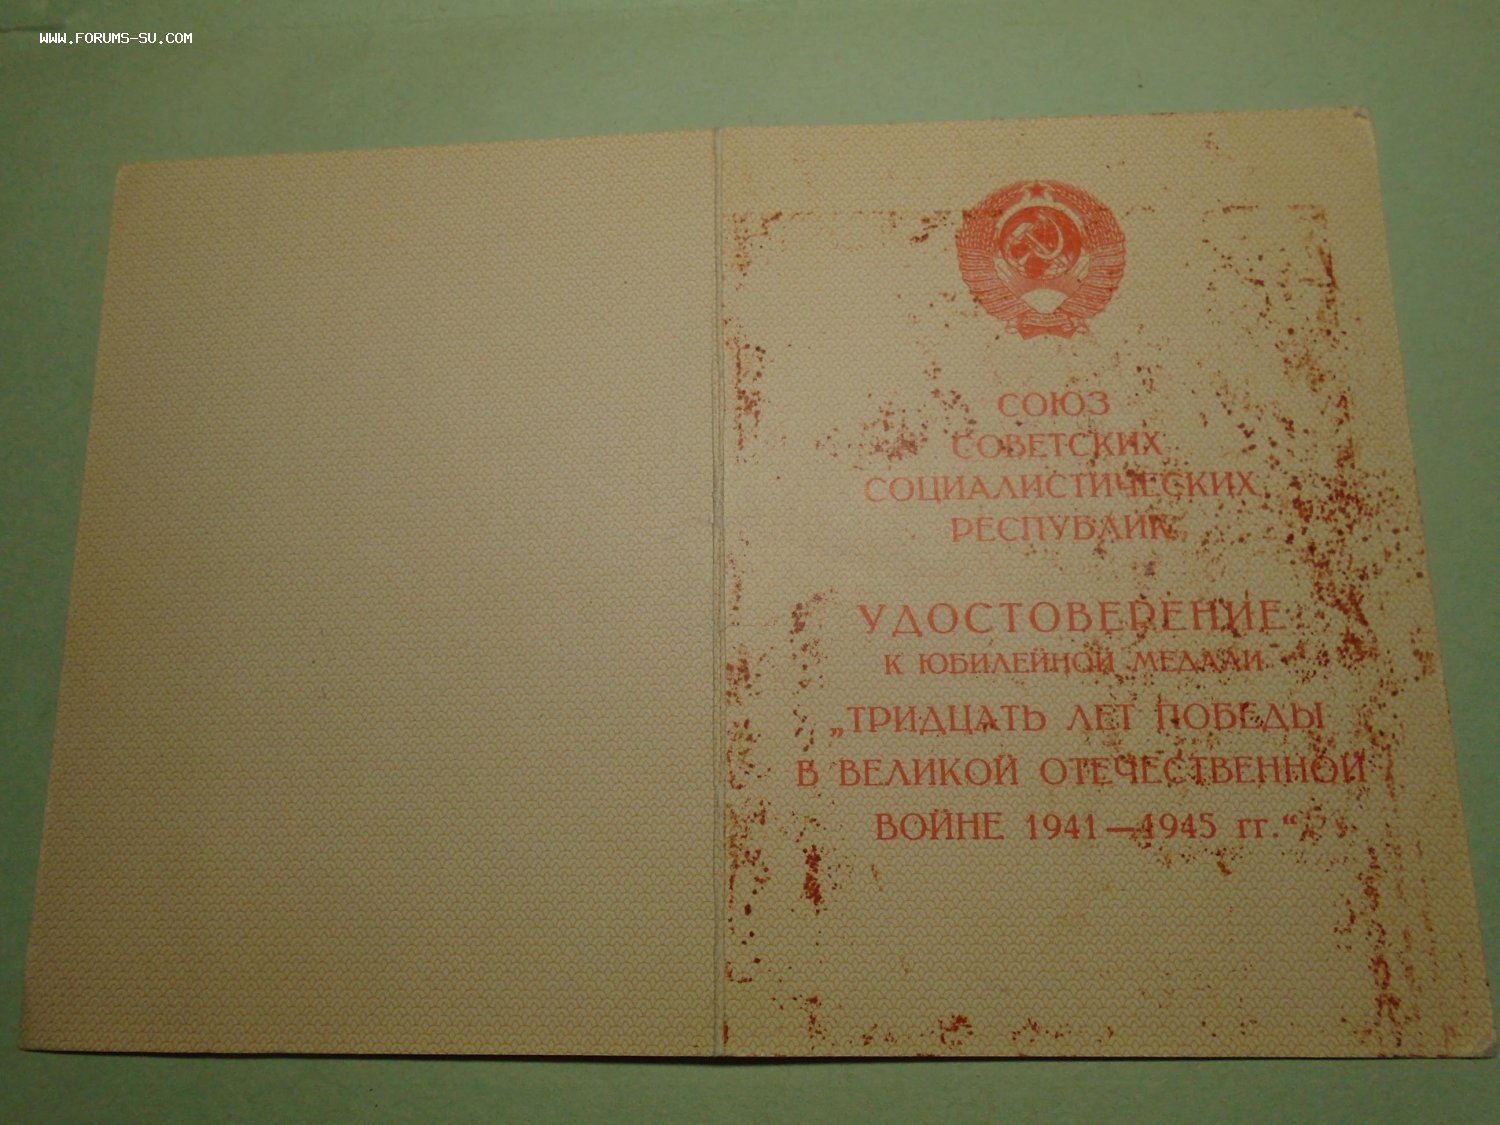 WWW.FORUMS-SU.COM
СОЮЗ
СОВЕТСКИХ
СОЦИАЛИСТИЧЕСКИХ
РЕСПУБЛИК
УДОСТОВЕРЕНИЕ
К ЮБИЛЕЙНОЙ МЕДАЛИ
„ТРИДЦАТЬ ЛЕТ ПОБЕДЫ
В ВЕЛИКОЙ ОТЕЧЕСТВЕННОЙ
ВОЙНЕ 1941—1945 гг.“